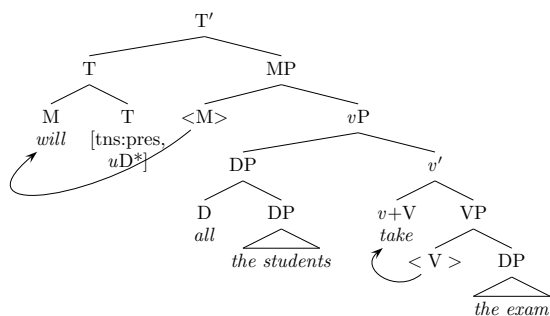 T′
T MP
M T <M> vP
will [tns:pres,
uD*]
DP v′
D DP v+V VP
all take
the students < V > DP
the exam